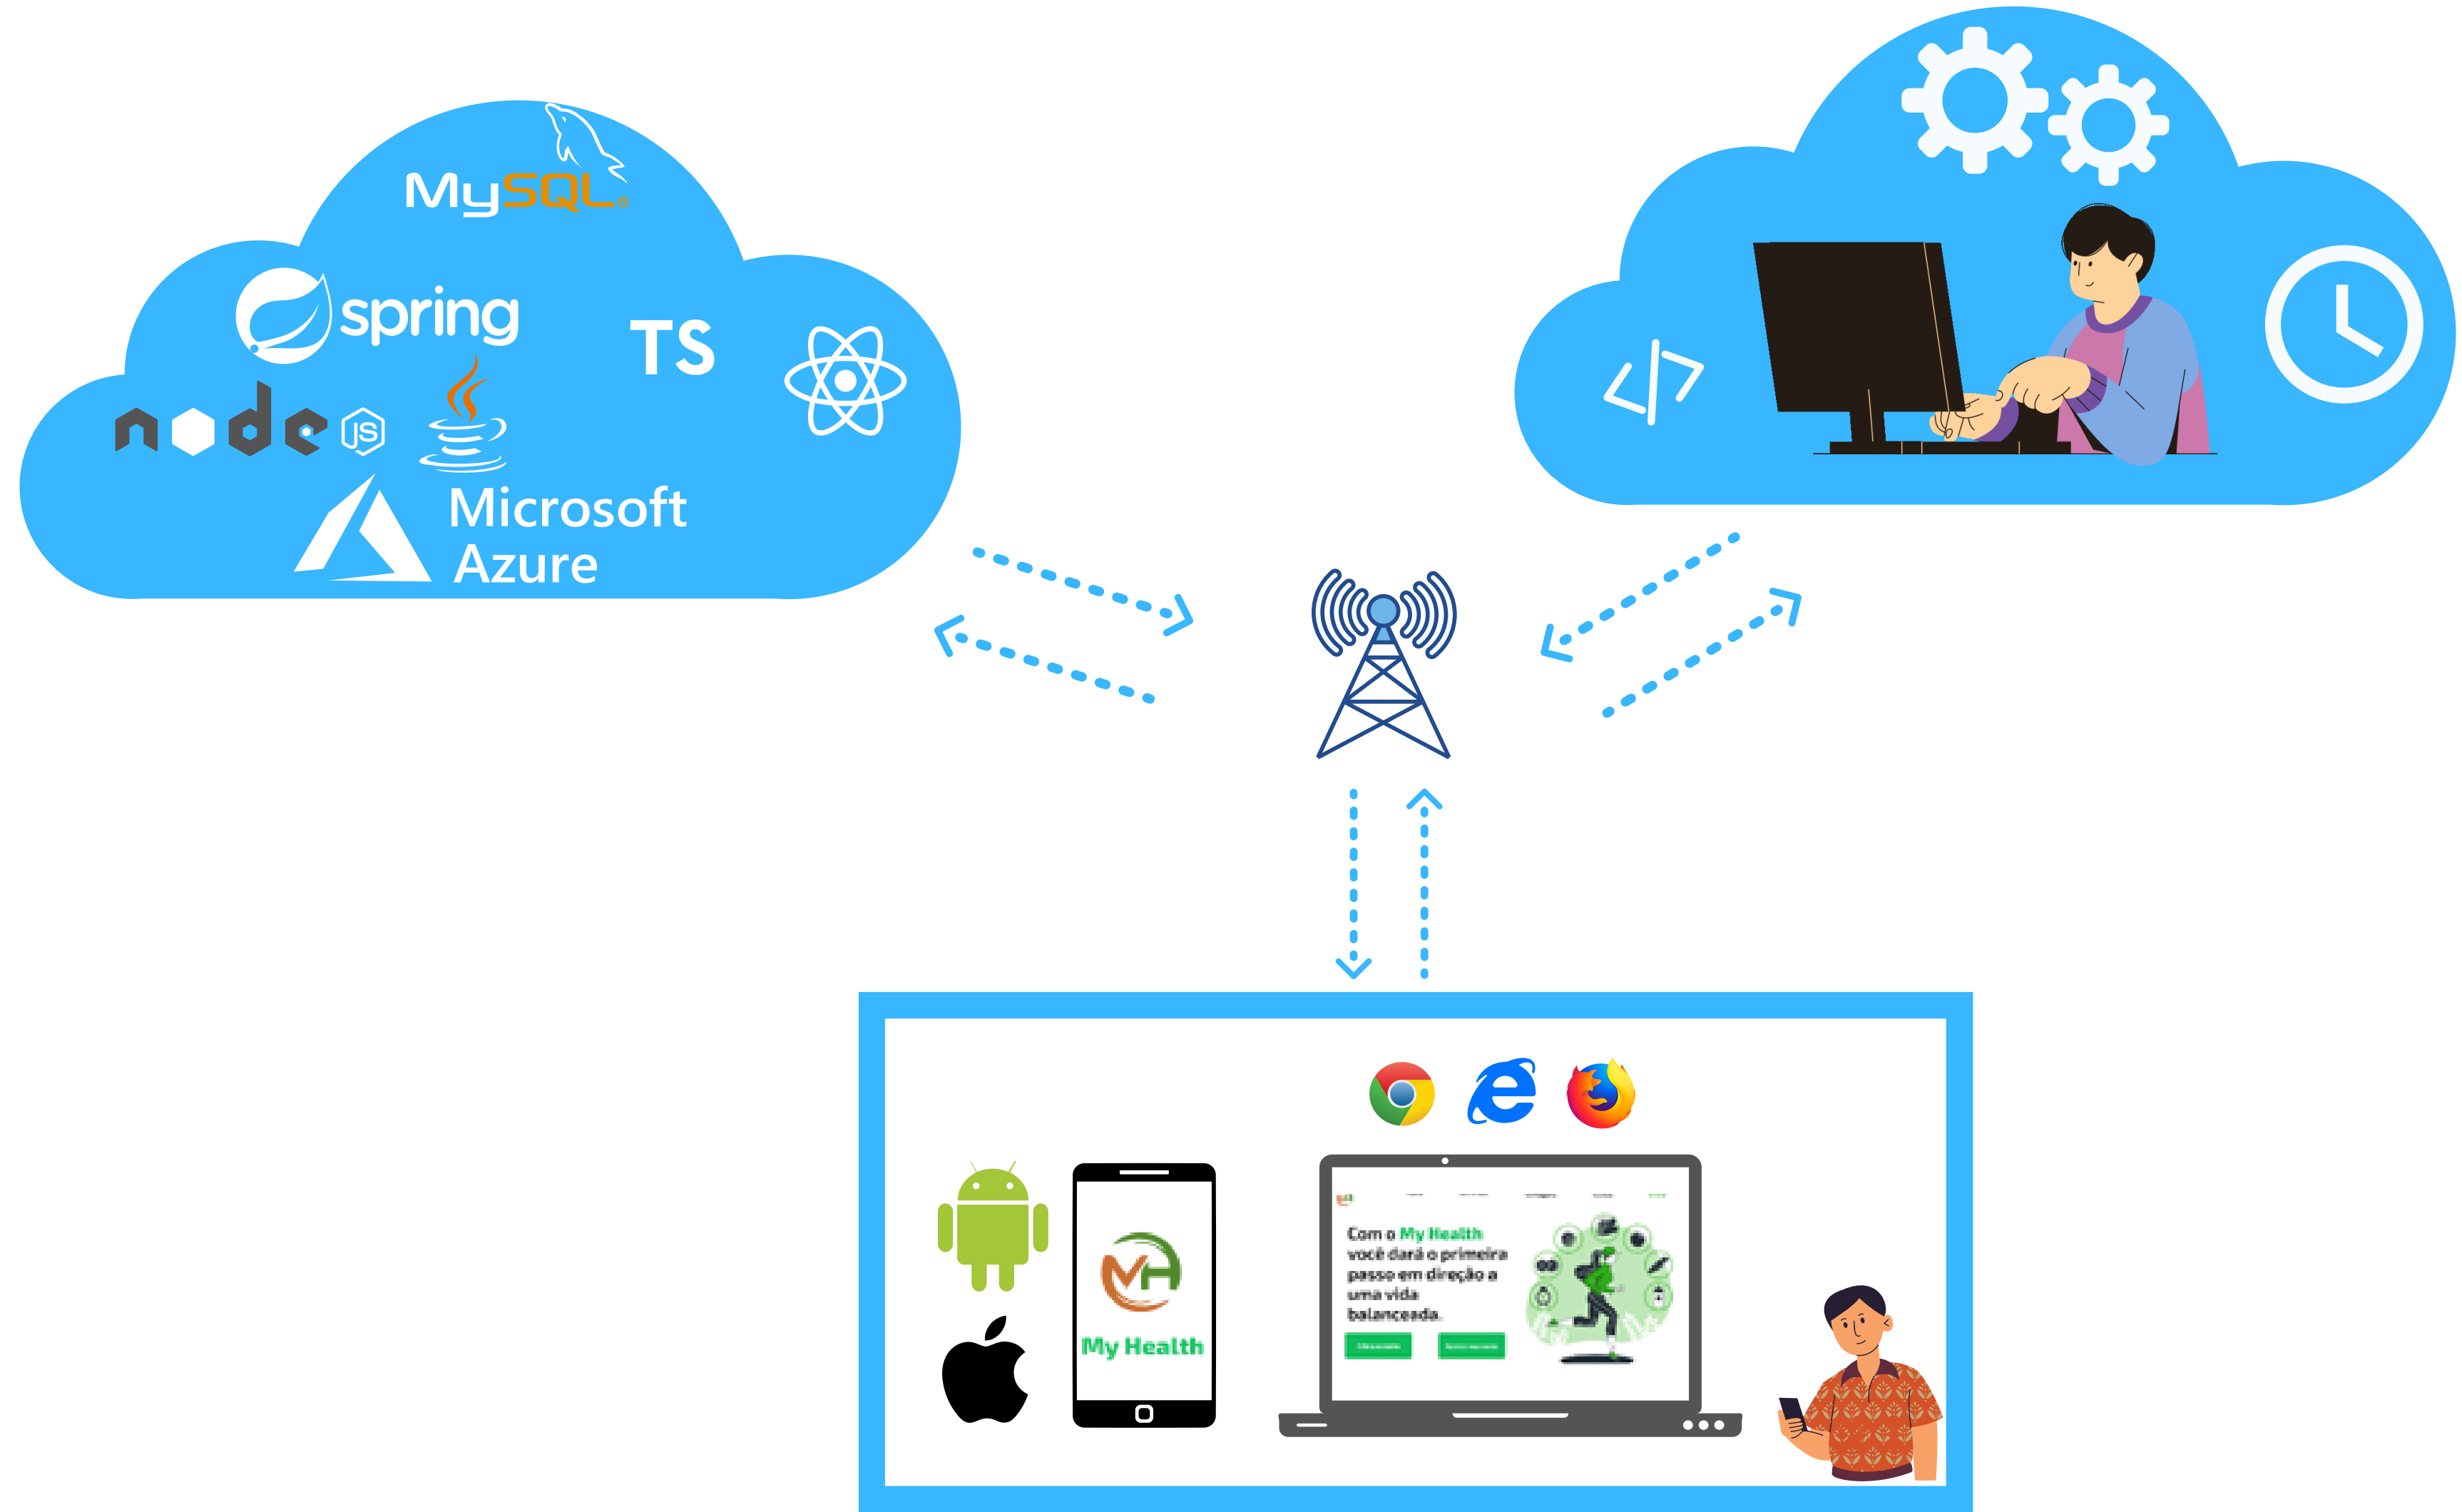 MySQL®
spring
TS
node
JS
Microsoft
Azure
</>
My Health
Com o My Health
você dará o primeiro
passo em direção a
uma vida
balanceada.